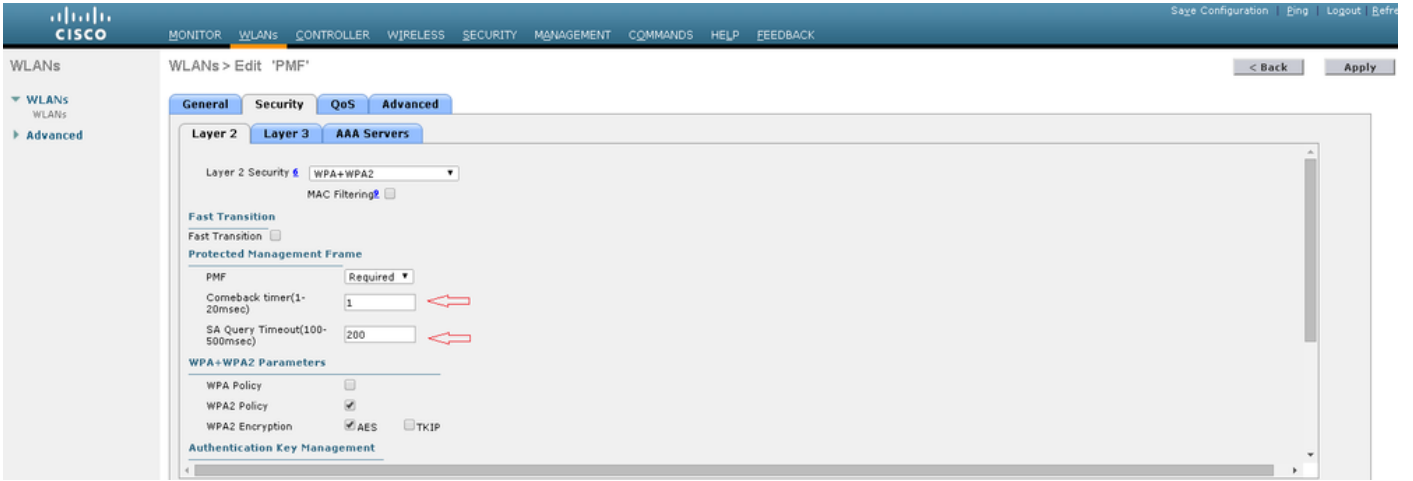 Save Configuration | Ping | Logout | Refre
CISCO
MONITOR WLANs CONTROLLER WIRELESS SECURITY MANAGEMENT COMMANDS HELP FEEDBACK
WLANs
WLANs > Edit 'PMF'
< Back
Apply
WLANs
WLANs
Advanced
General Security QoS Advanced
Layer 2 Layer 3 AAA Servers
Layer 2 Security 6 WPA+WPA2
MAC Filtering9
Fast Transition
Fast Transition
Protected Management Frame
PMF Required
Comeback timer(1-
20msec) 1
SA Query Timeout(100-
500msec) 200
WPA+WPA2 Parameters
WPA Policy
WPA2 Policy
WPA2 Encryption AES TKIP
Authentication Key Management